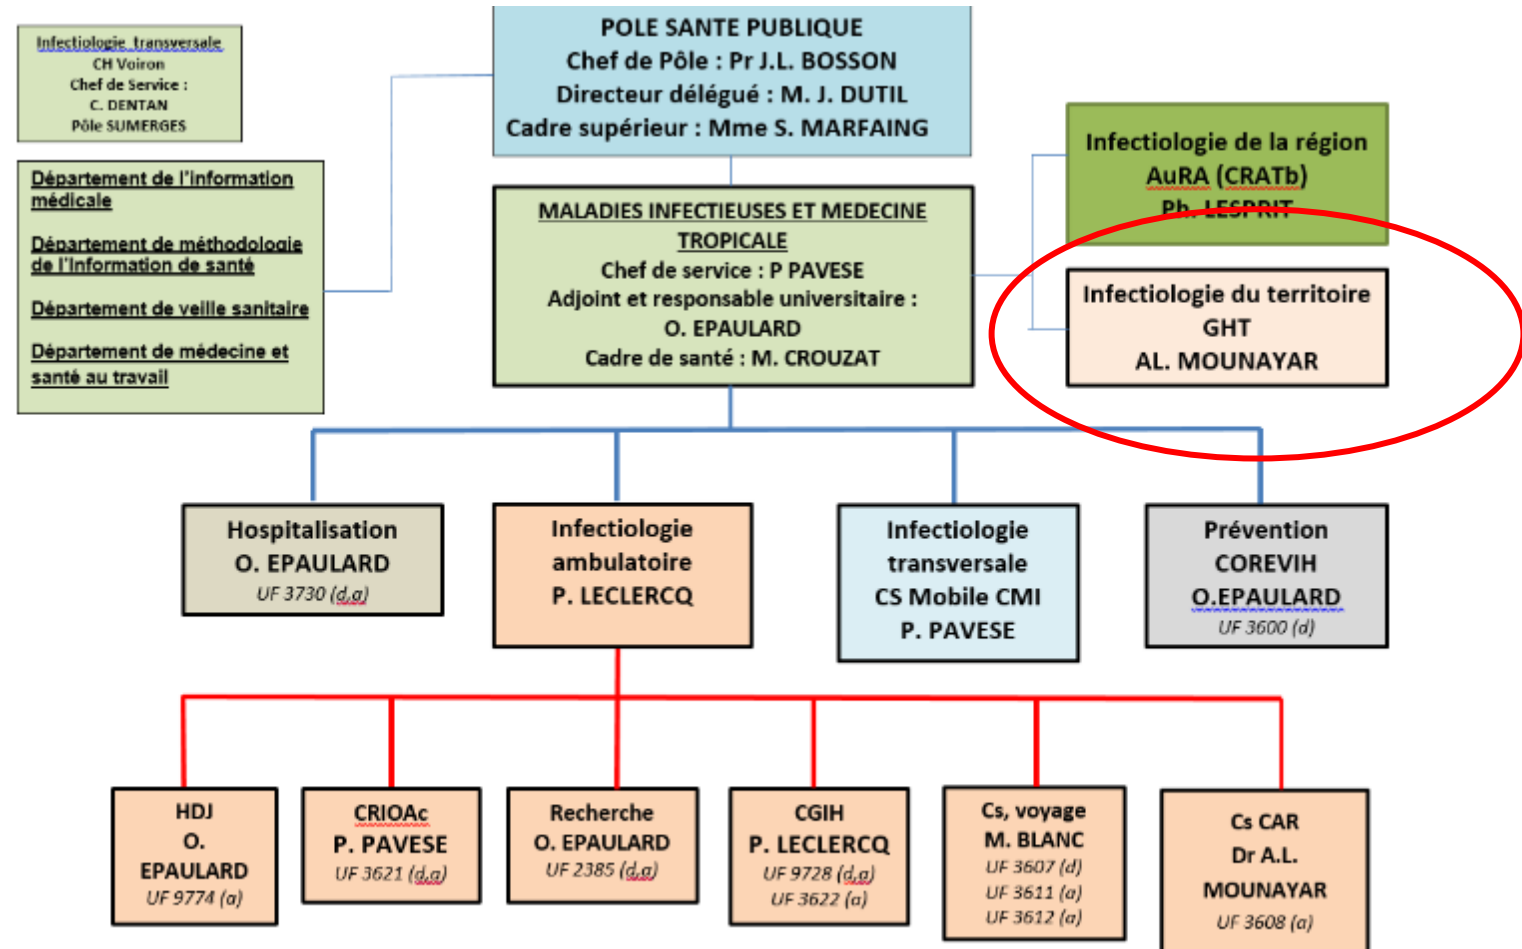 Infectiologie transversale
CH Voiron
Chef de Service :
C. DENTAN
Pôle SUMERGES
Département de l'information
médicale
Département de méthodologie
de l'Information de santé
Département de veille sanitaire
Département de médecine et
santé au travail
POLE SANTE PUBLIQUE
Chef de Pôle : Pr J.L. BOSSON
Directeur délégué : M. J. DUTIL
Cadre supérieur : Mme S. MARFAING
MALADIES INFECTIEUSES ET MEDECINE
TROPICALE
Chef de service : P PAVESE
Adjoint et responsable universitaire :
O. EPAULARD
Cadre de santé : M. CROUZAT
Infectiologie de la région
AuRA (CRATb)
Ph. LESPRIT
Infectiologie du territoire
GHT
AL. MOUNAYAR
Hospitalisation
O. EPAULARD
UF 3730 (d,a)
Infectiologie
ambulatoire
P. LECLERCQ
Infectiologie
transversale
CS Mobile CMI
P. PAVESE
Prévention
COREVIH
O.EPAULARD
UF 3600 (d)
HDJ
O.
EPAULARD
UF 9774 (a)
CRIOAc
P. PAVESE
UF 3621 (d,a)
Recherche
O. EPAULARD
UF 2385 (d,a)
CGIH
P. LECLERCQ
UF 9728 (d,a)
UF 3622 (a)
Cs, voyage
M. BLANC
UF 3607 (d)
UF 3611 (a)
UF 3612 (a)
Cs CAR
Dr A.L.
MOUNAYAR
UF 3608 (a)